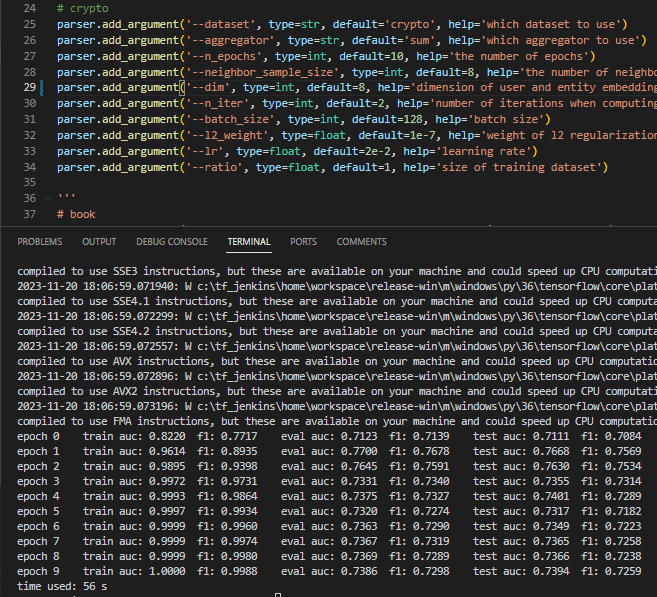 24 # crypto
25 parser.add_argument('--dataset', type=str, default='crypto', help='which dataset to use')
26 parser.add_argument('--aggregator', type=str, default='sum', help='which aggregator to use')
27 parser.add_argument('--n_epochs', type=int, default=10, help='the number of epochs')
28 parser.add_argument('--neighbor_sample_size', type=int, default=8, help='the number of neighbo
29 parser.add_argument('--dim', type=int, default=8, help='dimension of user and entity embedding
30 parser.add_argument('--n_iter', type=int, default=2, help='number of iterations when computing
31 parser.add_argument('--batch_size', type=int, default=128, help='batch size')
32 parser.add_argument('--l2_weight', type=float, default=1e-7, help='weight of l2 regularization
33 parser.add_argument('--lr', type=float, default=2e-2, help='learning rate')
34 parser.add_argument('--ratio', type=float, default=1, help='size of training dataset')
35
36 '''
37 # book
PROBLEMS OUTPUT DEBUG CONSOLE TERMINAL PORTS COMMENTS
compiled to use SSE3 instructions, but these are available on your machine and could speed up CPU computati
2023-11-20 18:06:59.071940: W c:\tf_jenkins\home\workspace\release-win\m\windows\py\36\tensorflow\core\plat
compiled to use SSE4.1 instructions, but these are available on your machine and could speed up CPU computa
2023-11-20 18:06:59.072299: W c:\tf_jenkins\home\workspace\release-win\m\windows\py\36\tensorflow\core\plat
compiled to use SSE4.2 instructions, but these are available on your machine and could speed up CPU computa
2023-11-20 18:06:59.072557: W c:\tf_jenkins\home\workspace\release-win\m\windows\py\36\tensorflow\core\plat
compiled to use AVX instructions, but these are available on your machine and could speed up CPU computatio
2023-11-20 18:06:59.072896: W c:\tf_jenkins\home\workspace\release-win\m\windows\py\36\tensorflow\core\plat
compiled to use AVX2 instructions, but these are available on your machine and could speed up CPU computati
2023-11-20 18:06:59.073196: W c:\tf_jenkins\home\workspace\release-win\m\windows\py\36\tensorflow\core\plat
compiled to use FMA instructions, but these are available on your machine and could speed up CPU computatio
epoch 0 train auc: 0.8220 f1: 0.7717 eval auc: 0.7123 f1: 0.7139 test auc: 0.7111 f1: 0.7084
epoch 1 train auc: 0.9614 f1: 0.8935 eval auc: 0.7700 f1: 0.7678 test auc: 0.7668 f1: 0.7569
epoch 2 train auc: 0.9895 f1: 0.9398 eval auc: 0.7645 f1: 0.7591 test auc: 0.7630 f1: 0.7534
epoch 3 train auc: 0.9972 f1: 0.9731 eval auc: 0.7331 f1: 0.7340 test auc: 0.7355 f1: 0.7314
epoch 4 train auc: 0.9993 f1: 0.9864 eval auc: 0.7375 f1: 0.7327 test auc: 0.7401 f1: 0.7289
epoch 5 train auc: 0.9997 f1: 0.9934 eval auc: 0.7320 f1: 0.7274 test auc: 0.7317 f1: 0.7182
epoch 6 train auc: 0.9999 f1: 0.9960 eval auc: 0.7363 f1: 0.7290 test auc: 0.7349 f1: 0.7223
epoch 7 train auc: 0.9999 f1: 0.9974 eval auc: 0.7367 f1: 0.7319 test auc: 0.7365 f1: 0.7258
epoch 8 train auc: 0.9999 f1: 0.9980 eval auc: 0.7369 f1: 0.7289 test auc: 0.7366 f1: 0.7238
epoch 9 train auc: 1.0000 f1: 0.9988 eval auc: 0.7386 f1: 0.7298 test auc: 0.7394 f1: 0.7259
time used: 56 s